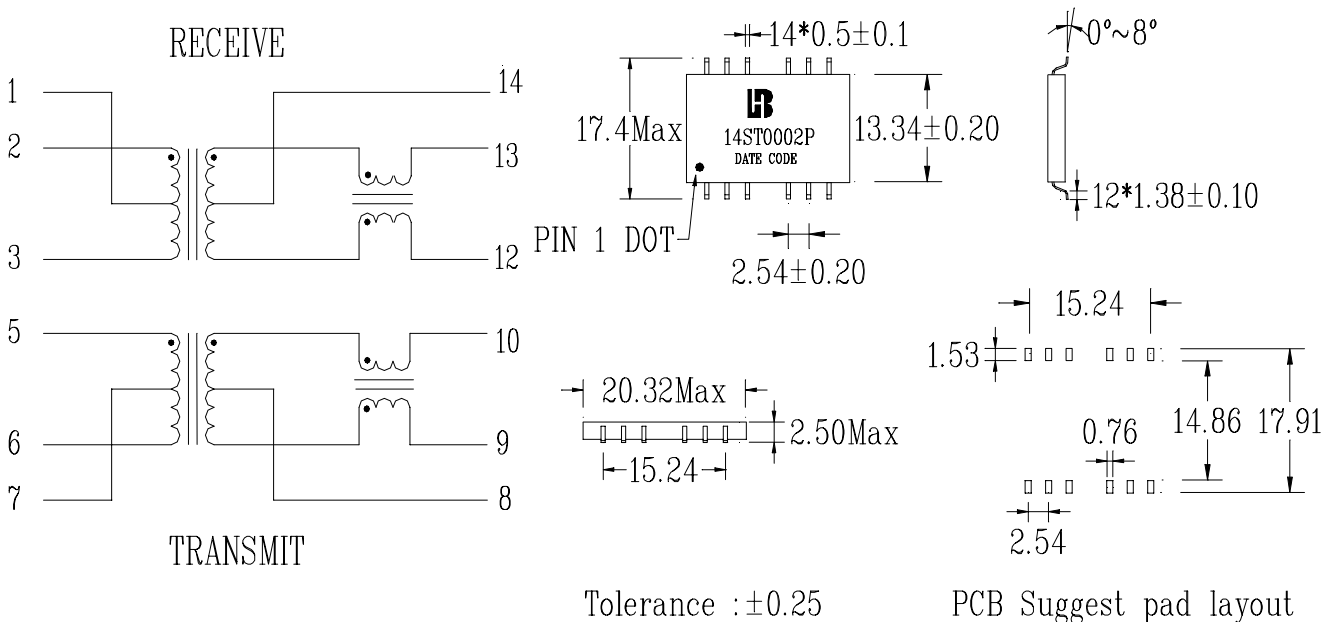 RECEIVE
1
2
3
5
6
7
14
13
12
10
9
8
TRANSMIT
14*0.5±0.1
17.4Max
14ST0002P
DATE CODE
13.34±0.20
PIN 1 DOT
2.54±0.20
0°~8°
12*1.38±0.10
20.32Max
2.50Max
15.24
Tolerance :±0.25
15.24
1.53
0.76
14.86
17.91
2.54
PCB Suggest pad layout